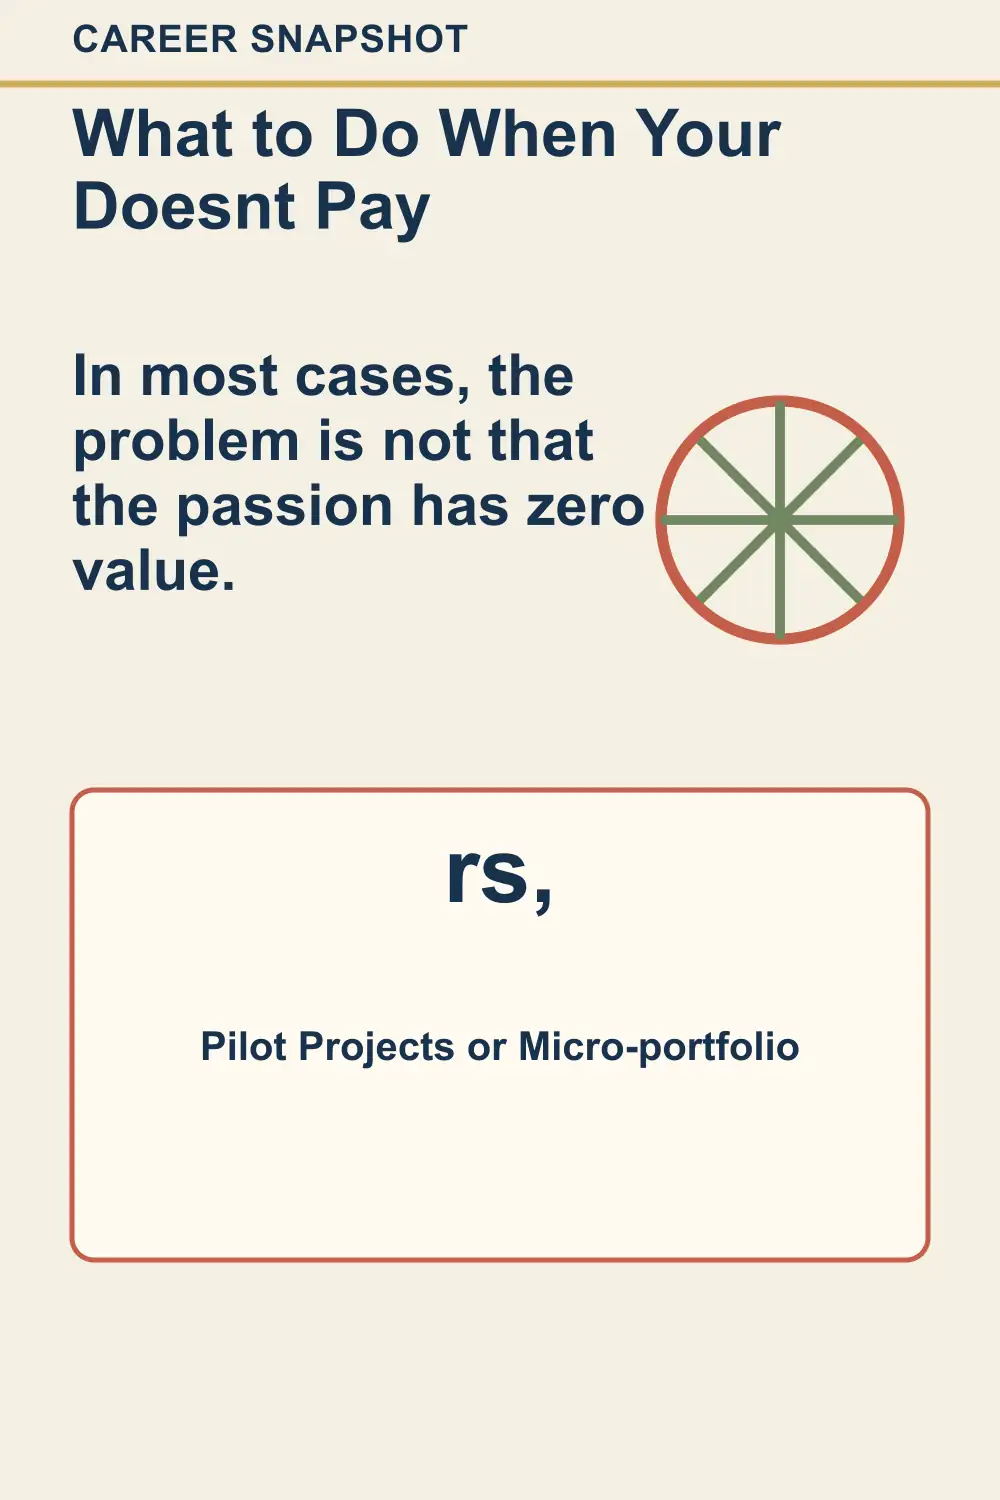 CAREER SNAPSHOT
What to Do When Your
Doesnt Pay
In most cases, the
problem is not that
the passion has zero
value.
rs,
Pilot Projects or Micro-portfolio